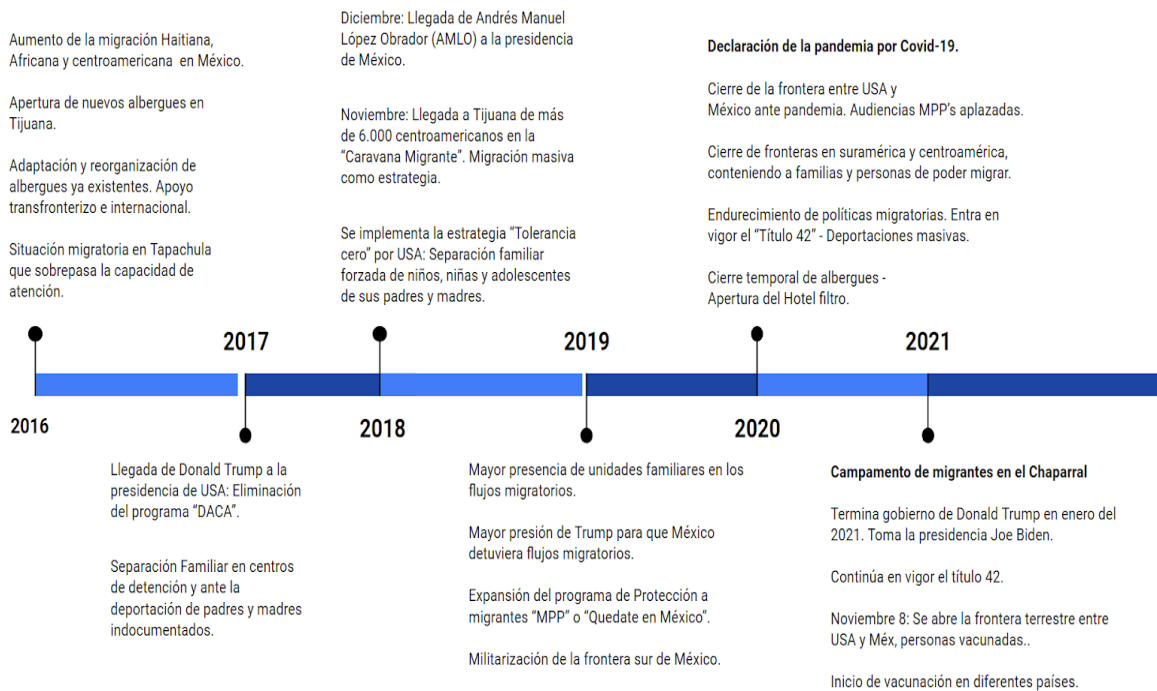 Aumento de la migración Haitiana,
Africana y centroamericana en México.
Apertura de nuevos albergues en
Tijuana.
Adaptación y reorganización de
albergues ya existentes. Apoyo
transfronterizo e internacional.
Situación migratoria en Tapachula
que sobrepasa la capacidad de
atención.
Diciembre: Llegada de Andrés Manuel
López Obrador (AMLO) a la presidencia
de México.
Noviembre: Llegada a Tijuana de más
de 6.000 centroamericanos en la
“Caravana Migrante”. Migración masiva
como estrategia.
Se implementa la estrategia “Tolerancia
cero” por USA: Separación familiar
forzada de niños, niñas y adolescentes
de sus padres y madres.
Declaración de la pandemia por Covid-19.
Cierre de la frontera entre USA y
México ante pandemia. Audiencias MPP's aplazadas.
Cierre de fronteras en suramérica y centroamérica,
conteniendo a familias y personas de poder migrar.
Endurecimiento de políticas migratorias. Entra en
vigor el “Título 42” - Deportaciones masivas.
Cierre temporal de albergues -
Apertura del Hotel filtro.
2017
2019
2021
2016
2018
2020
Llegada de Donald Trump a la
presidencia de USA: Eliminación
del programa “DACA”.
Separación Familiar en centros
de detención y ante la
deportación de padres y madres
indocumentados.
Mayor presencia de unidades familiares en los
flujos migratorios.
Mayor presión de Trump para que México
detuviera flujos migratorios.
Expansión del programa de Protección a
migrantes “MPP” o “Quedate en México”.
Militarización de la frontera sur de México.
Campamento de migrantes en el Chaparral
Termina gobierno de Donald Trump en enero del
2021. Toma la presidencia Joe Biden.
Continúa en vigor el título 42.
Noviembre 8: Se abre la frontera terrestre entre
USA y Méx, personas vacunadas..
Inicio de vacunación en diferentes países.